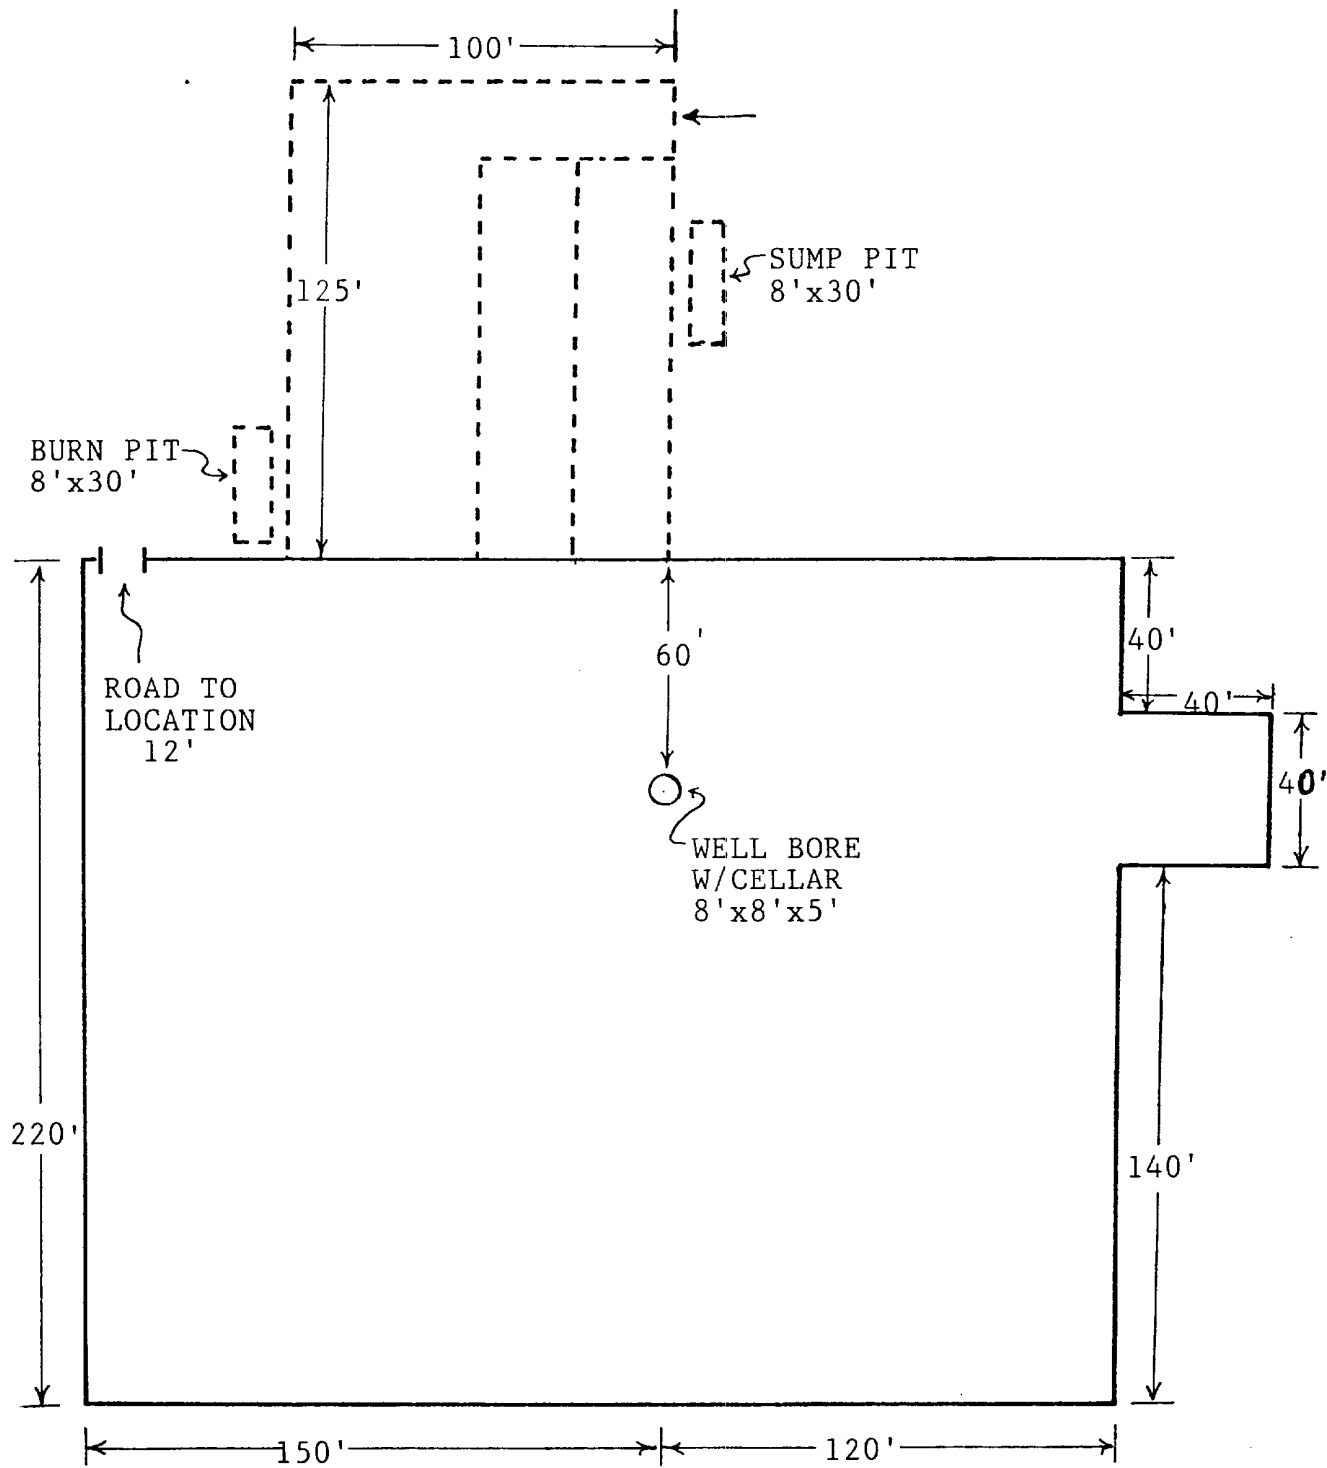 100'
125'
SUMP PIT
8'x30'
BURN PIT
8'x30'
60'
40'
40'
40'
ROAD TO
LOCATION
12'
WELL BORE
W/CELLAR
8'x8'x5'
220'
140'
150'
120'